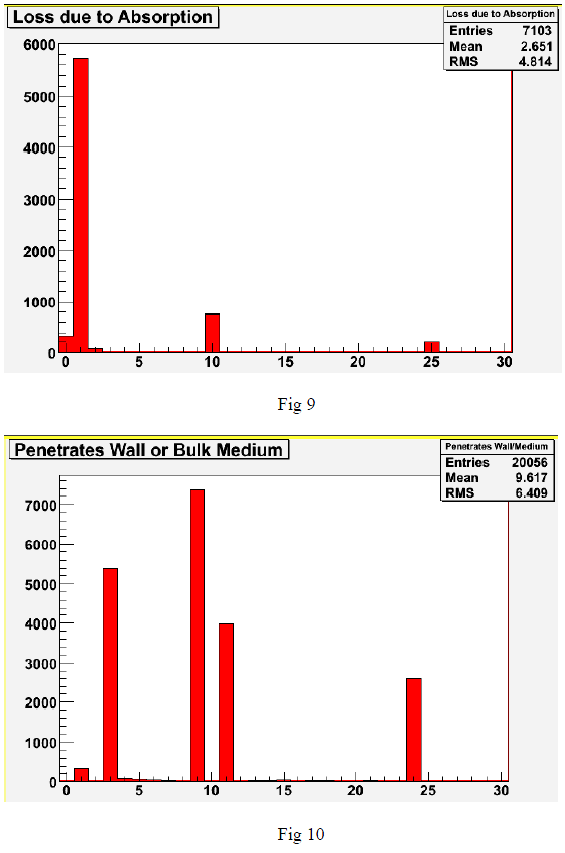 Loss due to Absorption
Loss due to Absorption
Entries 7103
Mean 2.651
RMS 4.814
6000
5000
4000
3000
2000
1000
0
0 5 10 15 20 25 30
Fig 9
Penetrates Wall or Bulk Medium
Penetrates Wall/Medium
Entries 20056
Mean 9.617
RMS 6.409
7000
6000
5000
4000
3000
2000
1000
0
0 5 10 15 20 25 30
Fig 10